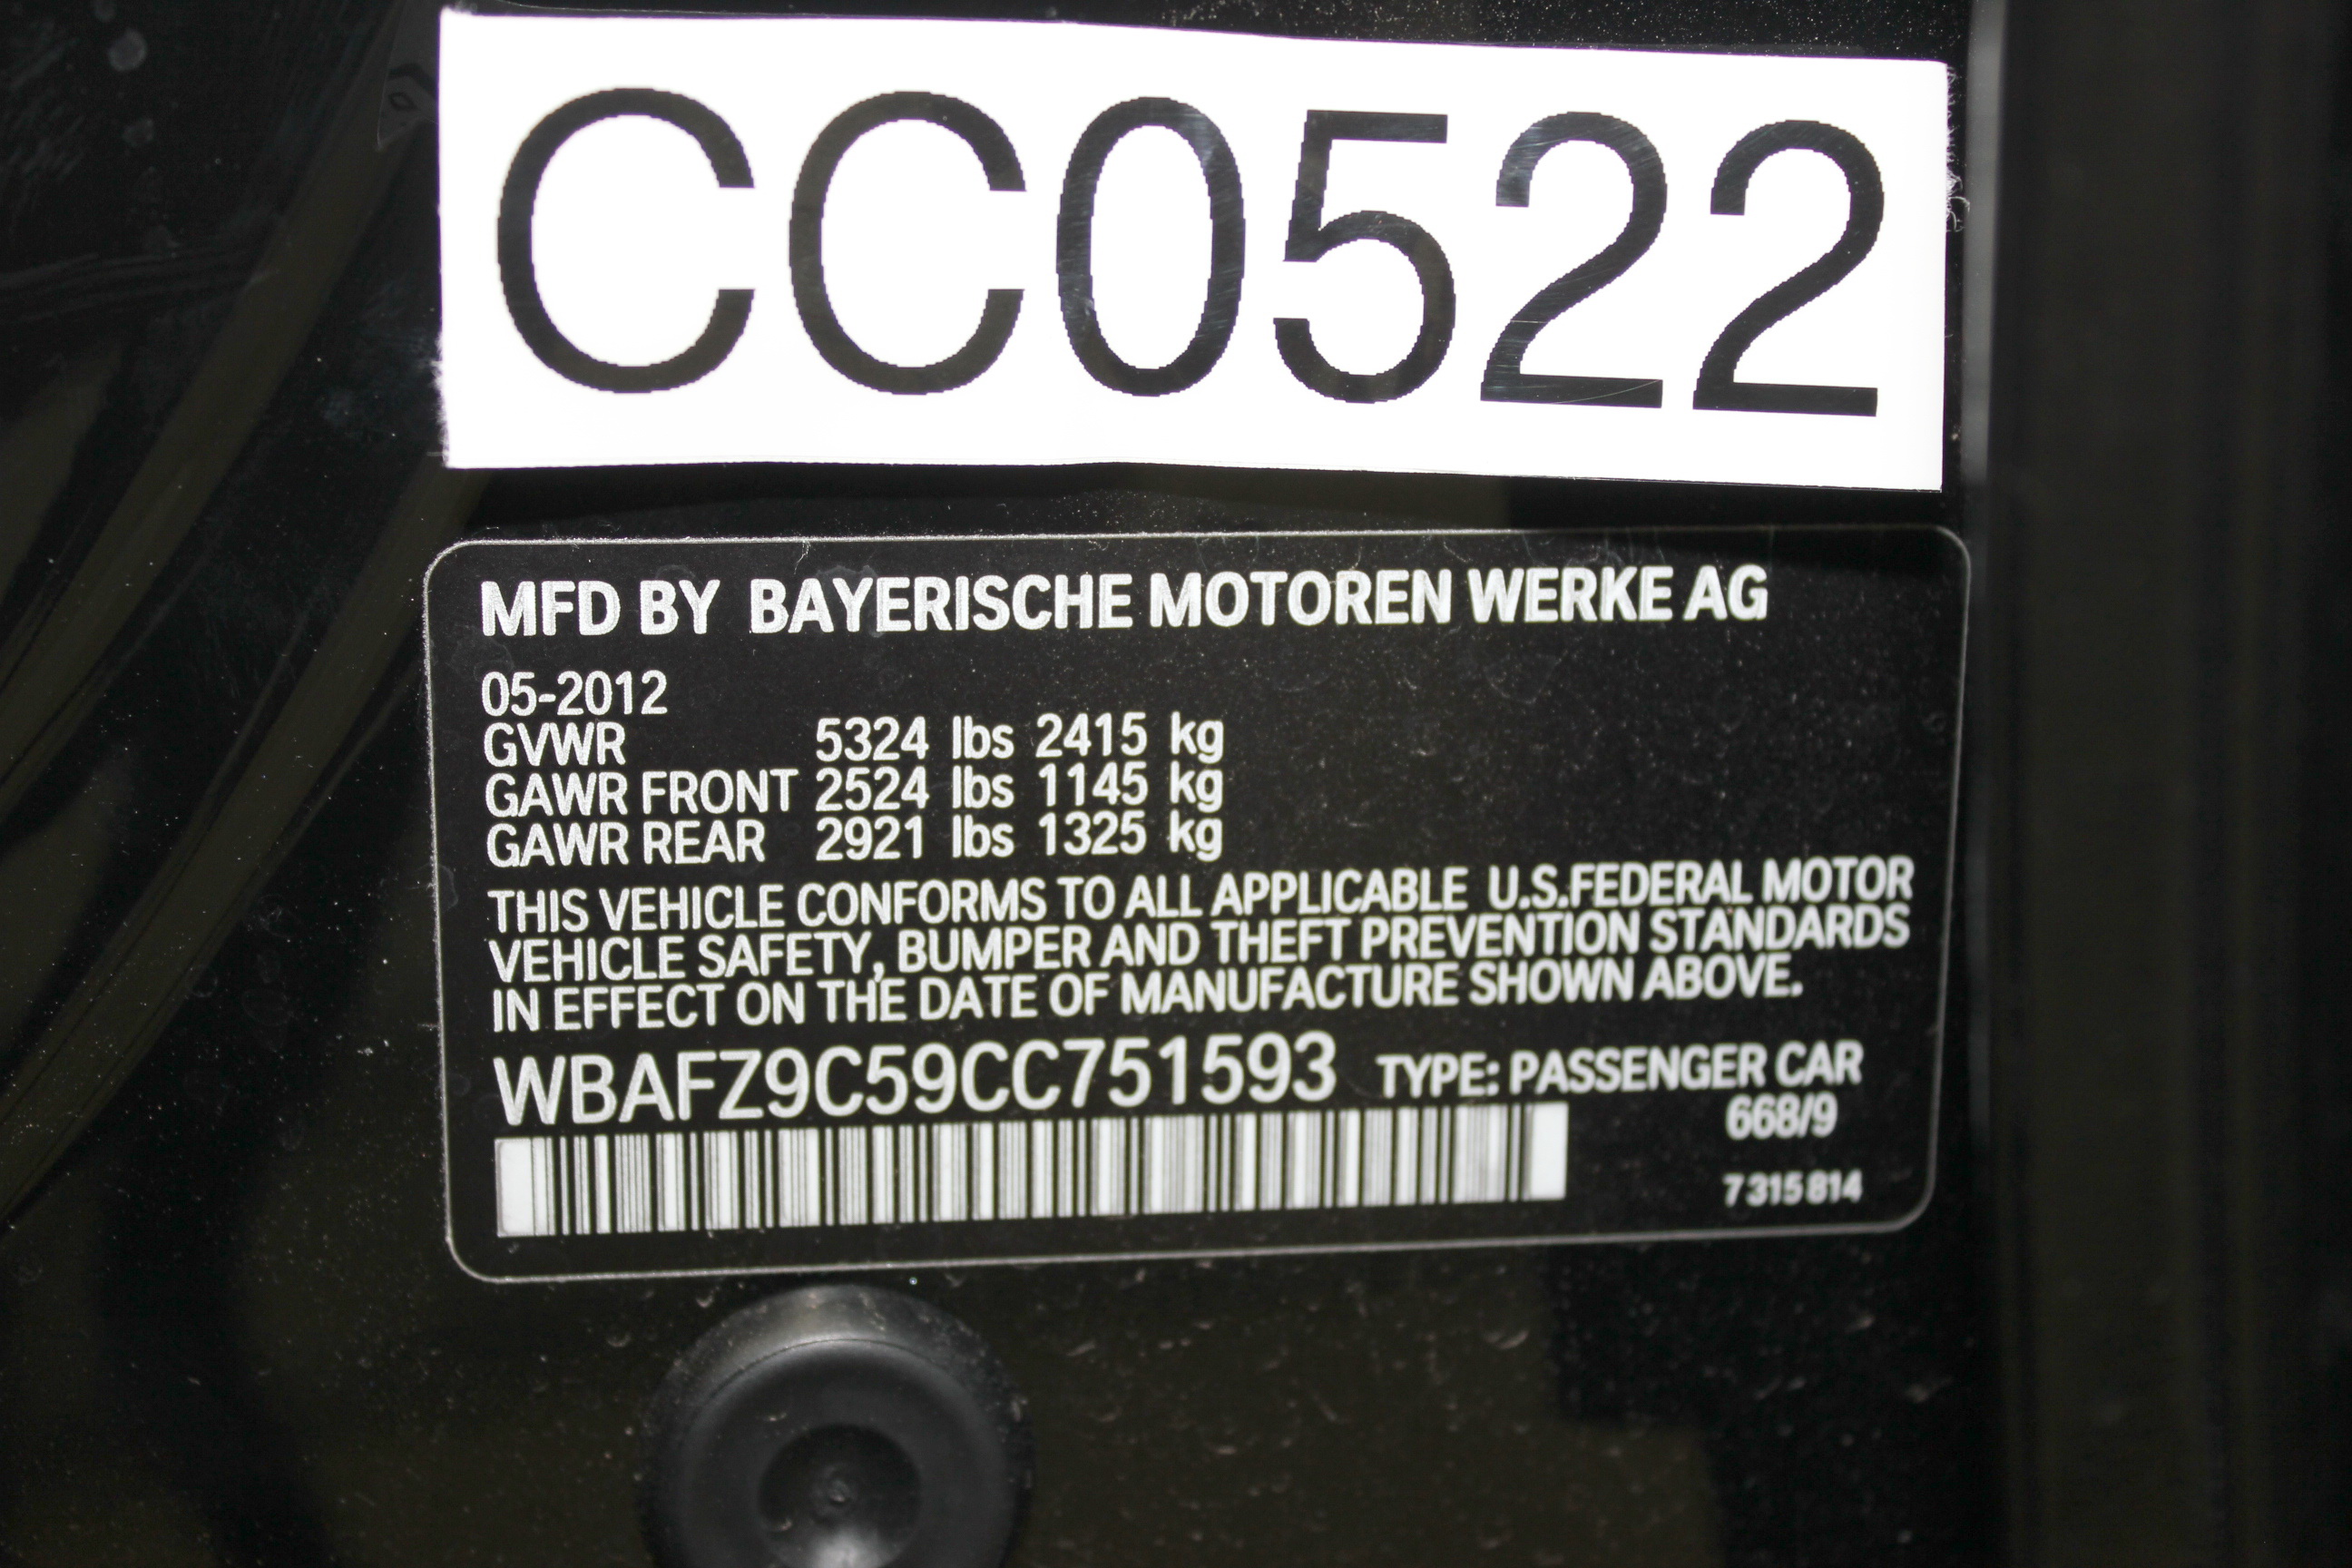 CC0522
MFD BY BAYERISCHE MOTOREN WERKE AG
05-2012
GVWR 5324 lbs 2415 kg
GAWR FRONT 2524 lbs 1145 kg
GAWR REAR 2921 lbs 1325 kg
THIS VEHICLE CONFORMS TO ALL APPLICABLE U.S.FEDERAL MOTOR
VEHICLE SAFETY, BUMPER AND THEFT PREVENTION STANDARDS
IN EFFECT ON THE DATE OF MANUFACTURE SHOWN ABOVE.
WBAFZ9C59CC751593 TYPE: PASSENGER CAR
668/9
7 315 814